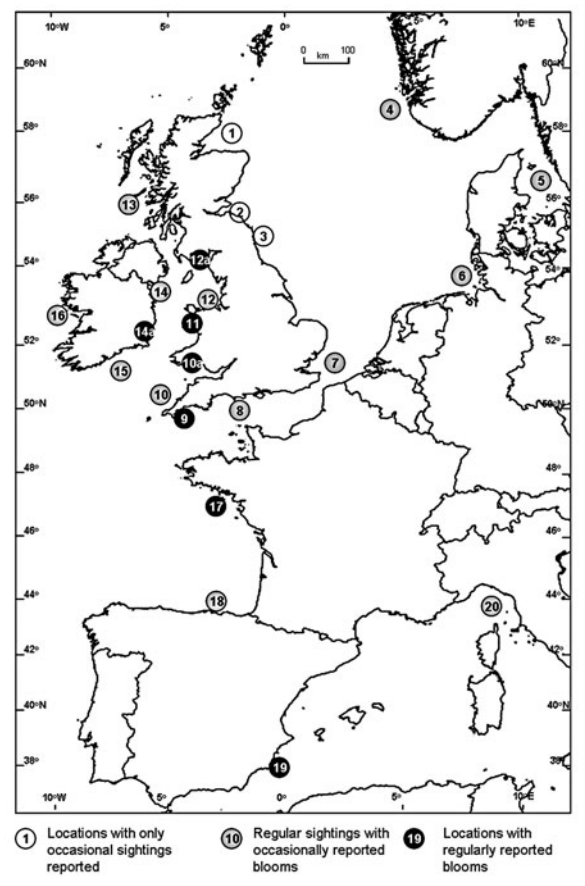 10°W 5° 0° 10°E
0 100
km
60°N 60°N
58° 58°
56° 56°
54° 54°
52° 52°
50°N 50°N
48° 48°
46° 46°
44° 44°
42° 42°
40°N 40°N
38° 38°
10°W 5° 0° 5° 10°E
1
4
2
5
13
3
12a
6
14
12
16
11
14a
10a
7
15
10
8
9
17
18
20
19
1 Locations with only occasional sightings reported
10 Regular sightings with occasionally reported blooms
19 Locations with regularly reported blooms